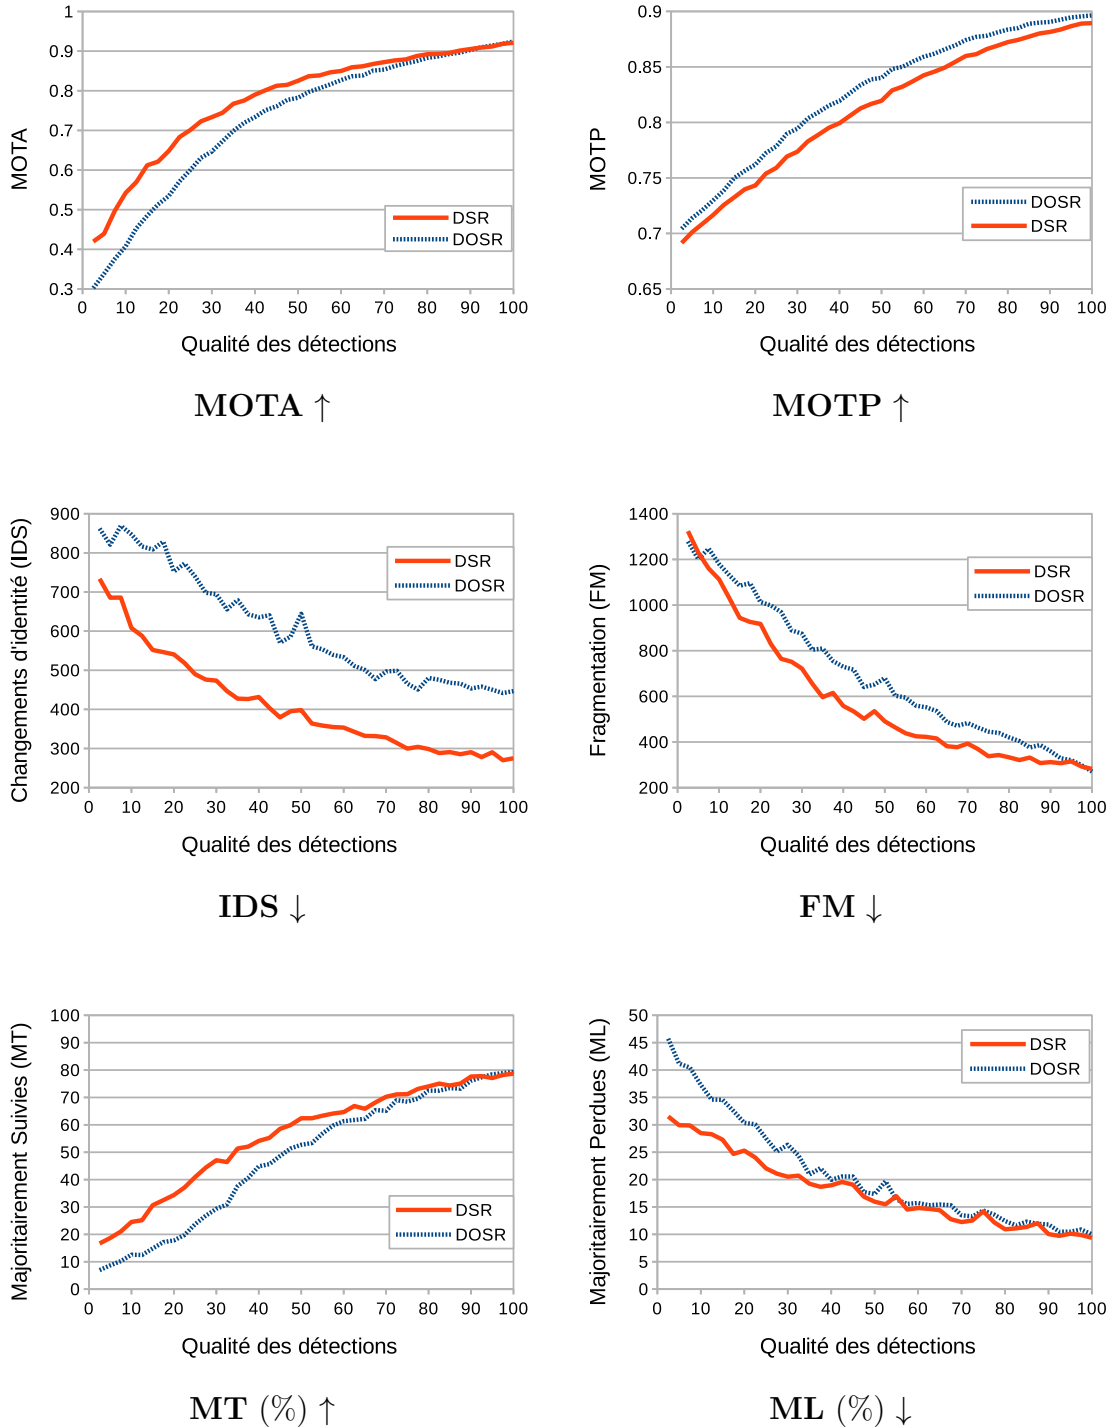 1
0.9
0.8
0.7
0.6
0.5
0.4
0.3
0 10 20 30 40 50 60 70 80 90 100
MOTA
DSR
DOSR
Qualité des détections
MOTA ↑
0.9
0.85
0.8
0.75
0.7
0.65
0 10 20 30 40 50 60 70 80 90 100
MOTP
DOSR
DSR
Qualité des détections
MOTP ↑
900
800
700
600
500
400
300
200
0 10 20 30 40 50 60 70 80 90 100
Changements d'identité (IDS)
DSR
DOSR
Qualité des détections
IDS ↓
1400
1200
1000
800
600
400
200
0 10 20 30 40 50 60 70 80 90 100
Fragmentation (FM)
DSR
DOSR
Qualité des détections
FM ↓
100
90
80
70
60
50
40
30
20
10
0
0 10 20 30 40 50 60 70 80 90 100
Majoritairement Suivies (MT)
DSR
DOSR
Qualité des détections
MT (%) ↑
50
45
40
35
30
25
20
15
10
5
0
0 10 20 30 40 50 60 70 80 90 100
Majoritairement Perdues (ML)
DSR
DOSR
Qualité des détections
ML (%) ↓